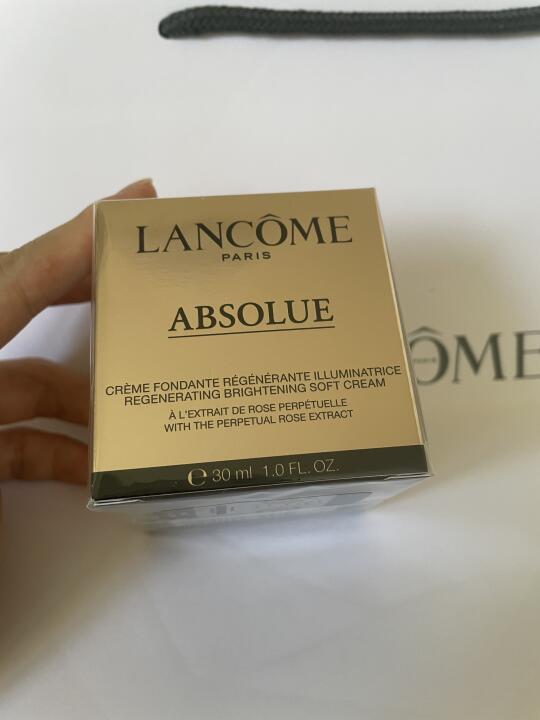 LANCÔME
PARIS
ABSOLUE
CRÈME FONDANTE RÉGÉNÉRANTE ILLUMINATRICE
REGENERATING BRIGHTENING SOFT CREAM
À L'EXTRAIT DE ROSE PERPÉTUELLE
WITH THE PERPETUAL ROSE EXTRACT
℮ 30 ml 1.0 FL. OZ.
PARIS
ÔME